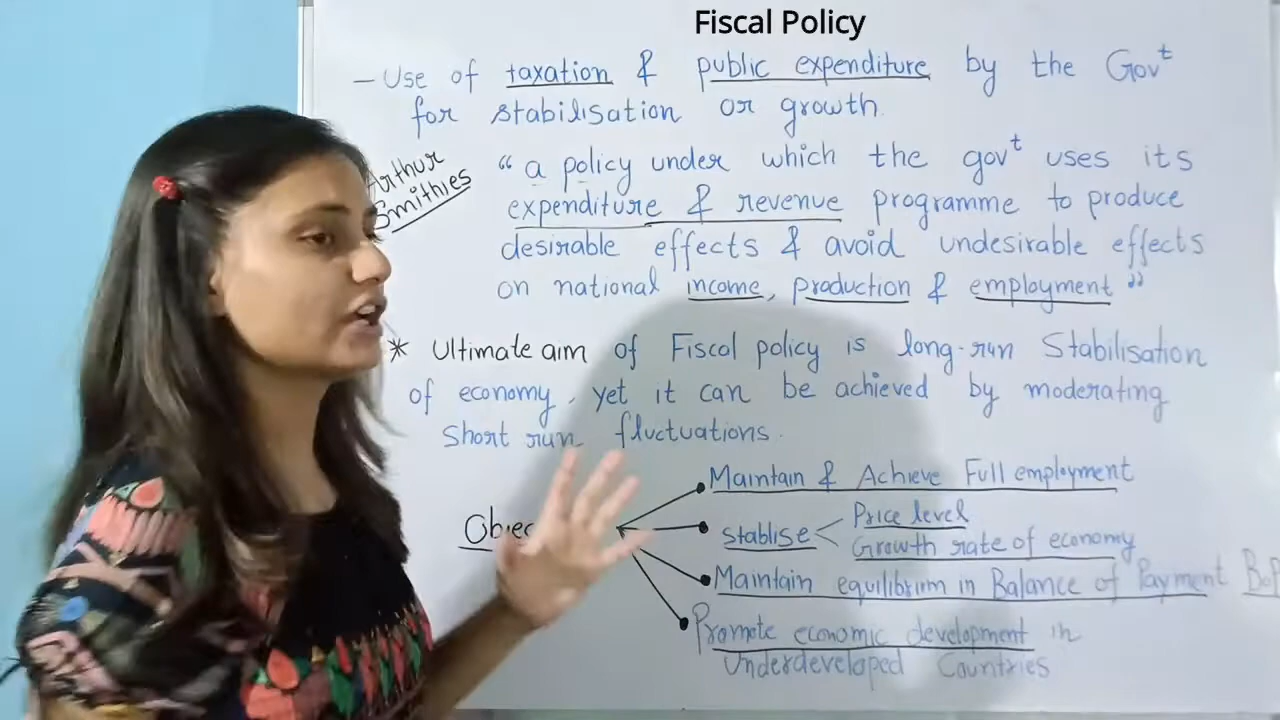 Fiscal Policy
- Use of taxation & public expenditure by the Govt
for stabilisation or growth.
Arthur
Smithies
“ a policy under which the govt uses its
expenditure & revenue programme to produce
desirable effects & avoid undesirable effects
on national income, production & employment ”
* Ultimate aim of Fiscal policy is long-run Stabilisation
of economy, yet it can be achieved by moderating
Short run fluctuations.
Maintain & Achieve Full employment
Stablise < Price level
Growth rate of economy
Maintain equilibrim in Balance of Payment BoP
Promote economic development in
Underdeveloped Countries